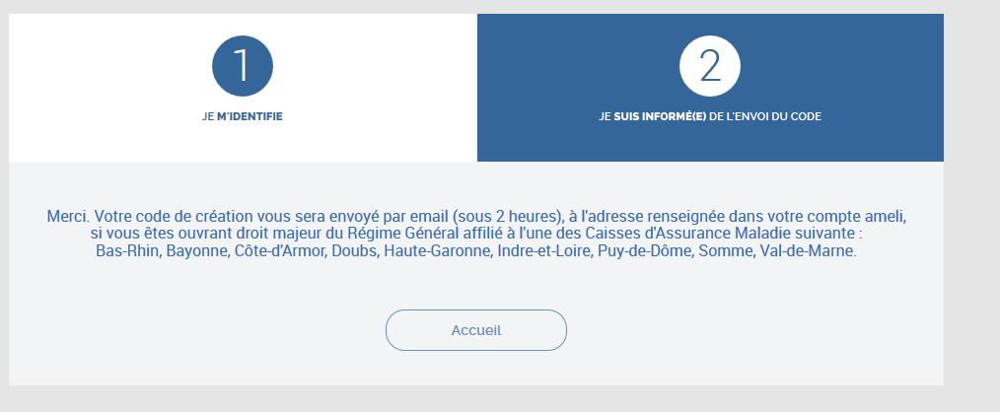 1
JE M'IDENTIFIE
2
JE SUIS INFORMÉ(E) DE L'ENVOI DU CODE
Merci. Votre code de création vous sera envoyé par email (sous 2 heures), à l'adresse renseignée dans votre compte ameli,
si vous êtes ouvrant droit majeur du Régime Général affilié à l'une des Caisses d'Assurance Maladie suivante :
Bas-Rhin, Bayonne, Côte-d'Armor, Doubs, Haute-Garonne, Indre-et-Loire, Puy-de-Dôme, Somme, Val-de-Marne.
Accueil